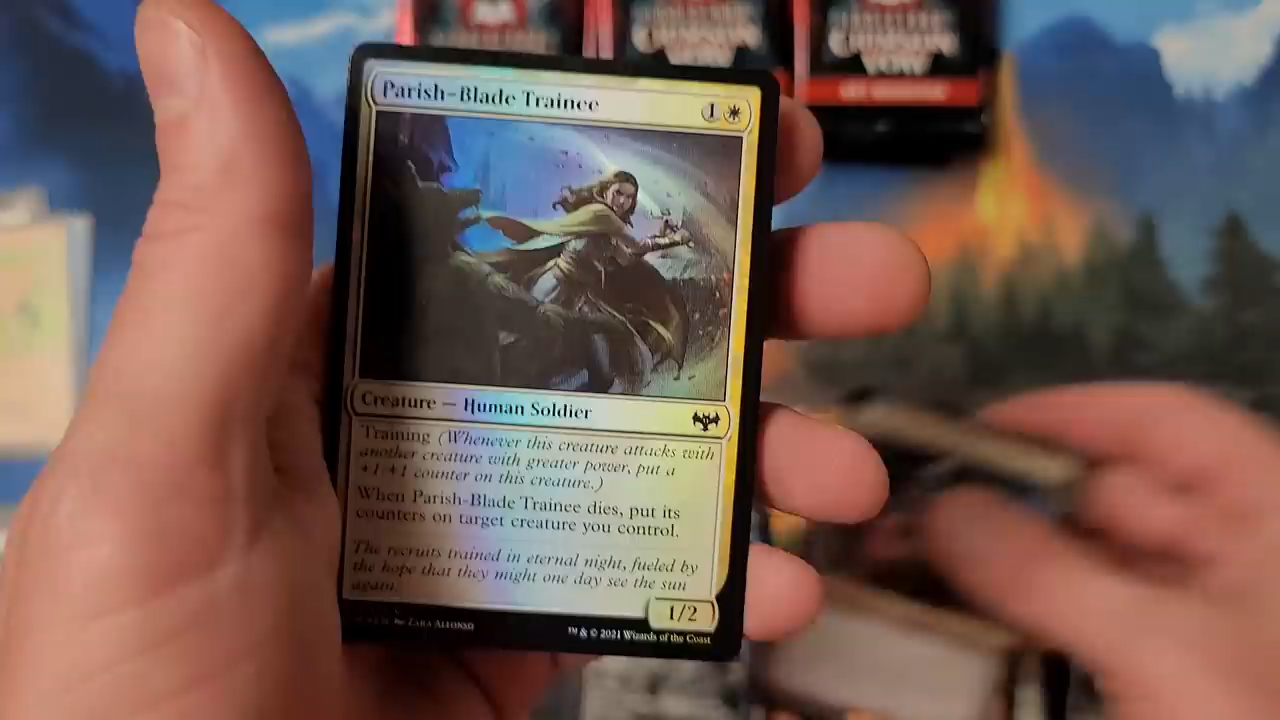 CRIMSON
VOW
Parish-Blade Trainee
1
Creature — Human Soldier
Training (Whenever this creature attacks with
another creature with greater power, put a
+1/+1 counter on this creature.)
When Parish-Blade Trainee dies, put its
counters on target creature you control.
The recruits trained in eternal night, fueled by
the hope that they might one day see the sun
again.
1/2
Zara Alfonso
™ & © 2021 Wizards of the Coast